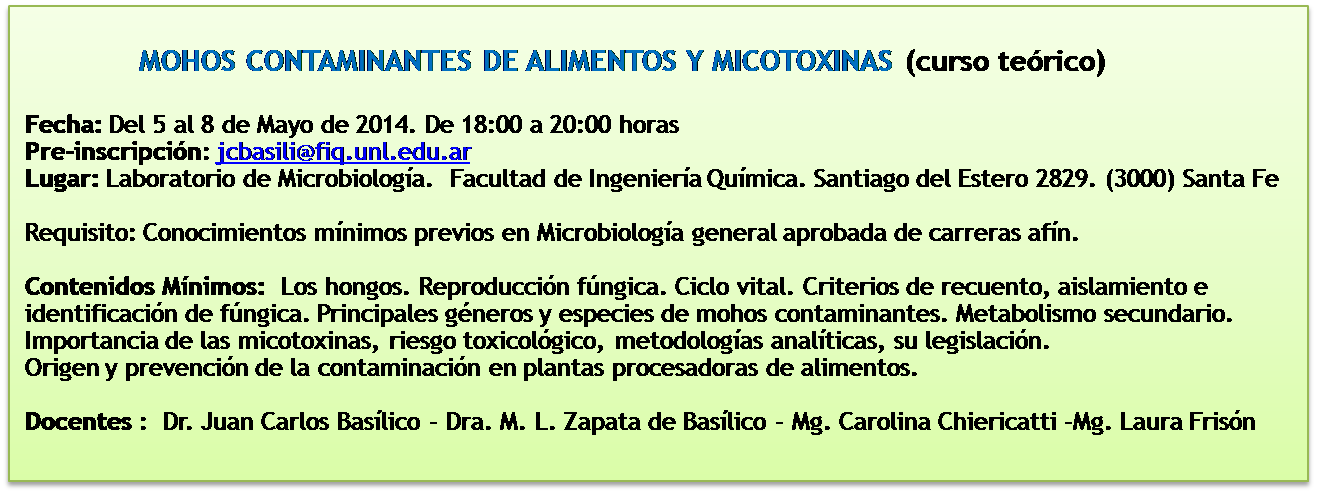 MOHOS CONTAMINANTES DE ALIMENTOS Y MICOTOXINAS (curso teórico)
Fecha: Del 5 al 8 de Mayo de 2014. De 18:00 a 20:00 horas
Pre-inscripción: jcbasili@fiq.unl.edu.ar
Lugar: Laboratorio de Microbiología. Facultad de Ingeniería Química. Santiago del Estero 2829. (3000) Santa Fe
Requisito: Conocimientos mínimos previos en Microbiología general aprobada de carreras afín.
Contenidos Mínimos: Los hongos. Reproducción fúngica. Ciclo vital. Criterios de recuento, aislamiento e
identificación de fúngica. Principales géneros y especies de mohos contaminantes. Metabolismo secundario.
Importancia de las micotoxinas, riesgo toxicológico, metodologías analíticas, su legislación.
Origen y prevención de la contaminación en plantas procesadoras de alimentos.
Docentes : Dr. Juan Carlos Basílico – Dra. M. L. Zapata de Basílico – Mg. Carolina Chiericatti –Mg. Laura Frisón